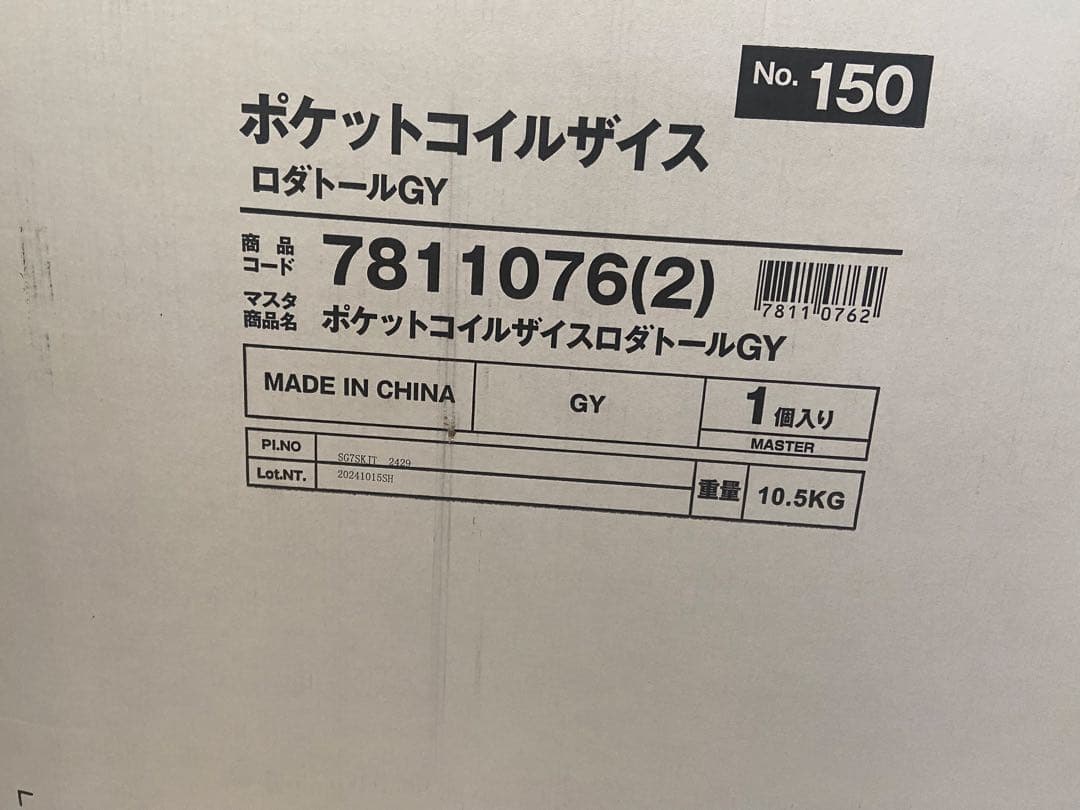 No. 150
ポケットコイルザイス
ロダトールGY
商品コード 7811076(2)
78110762
マスタ商品名 ポケットコイルザイスロダトールGY
MADE IN CHINA GY 1個入り
MASTER
PI.NO SG7SKJT 2429
Lot.NT. 20241015SH
重量 10.5KG